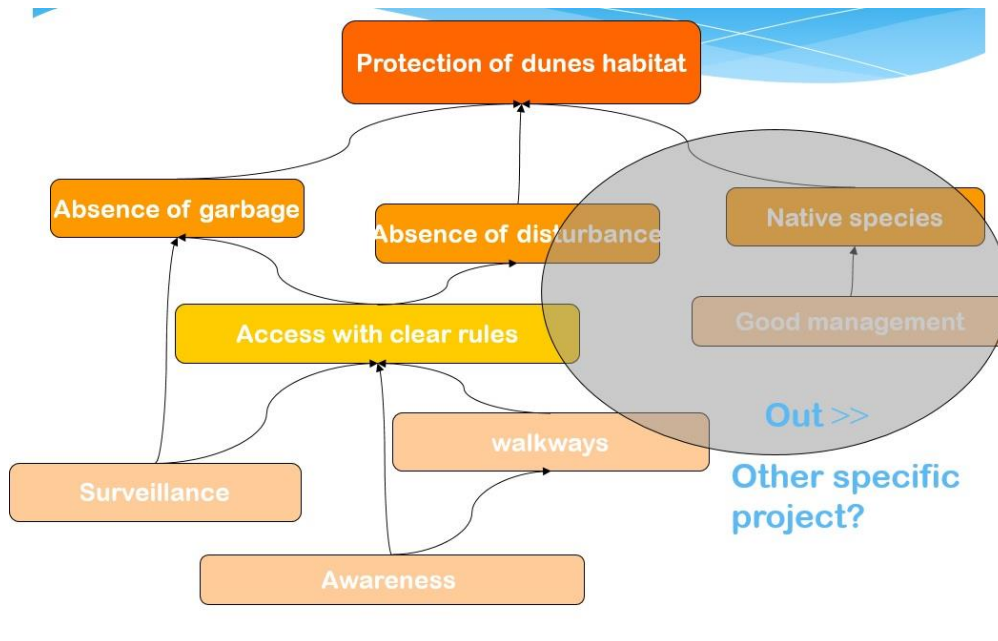 Protection of dunes habitat
Absence of garbage
Absence of disturbance
Native species
Access with clear rules
Good management
Out >>
walkways
Surveillance
Other specific
project?
Awareness